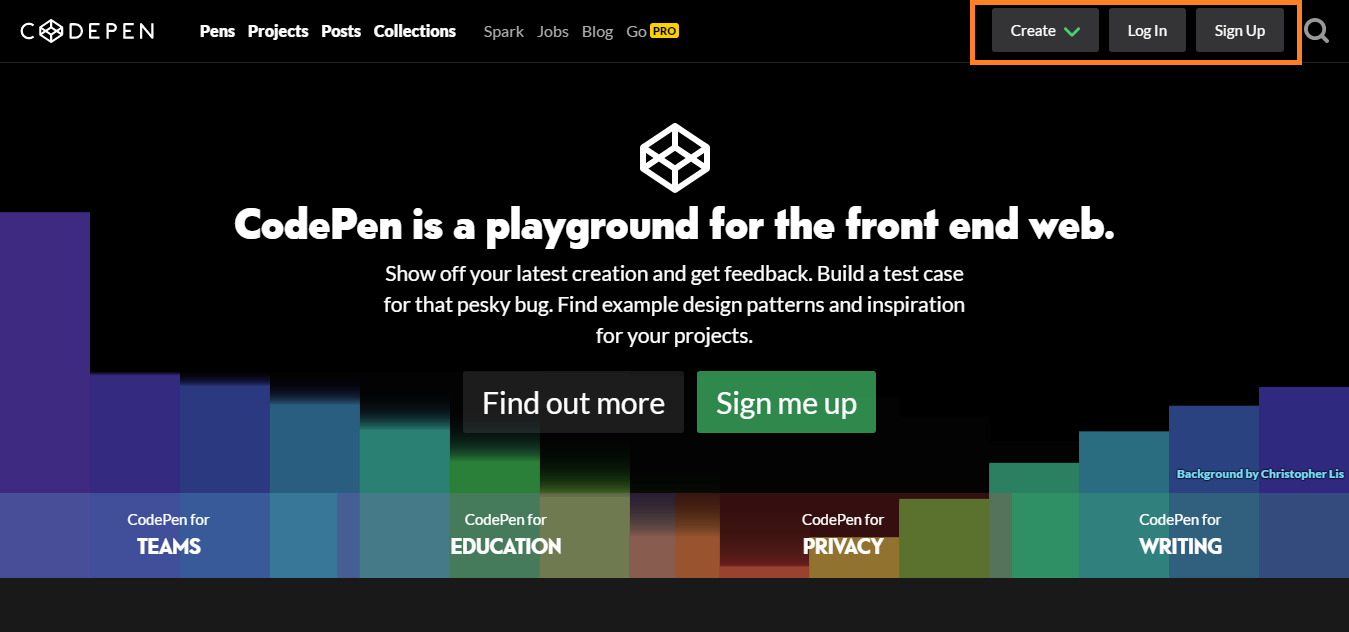 CODEPEN Pens Projects Posts Collections Spark Jobs Blog Go PRO Create Log In Sign Up
CodePen is a playground for the front end web.
Show off your latest creation and get feedback. Build a test case
for that pesky bug. Find example design patterns and inspiration
for your projects.
Find out more Sign me up
Background by Christopher Lis
CodePen for
TEAMS
CodePen for
EDUCATION
CodePen for
PRIVACY
CodePen for
WRITING